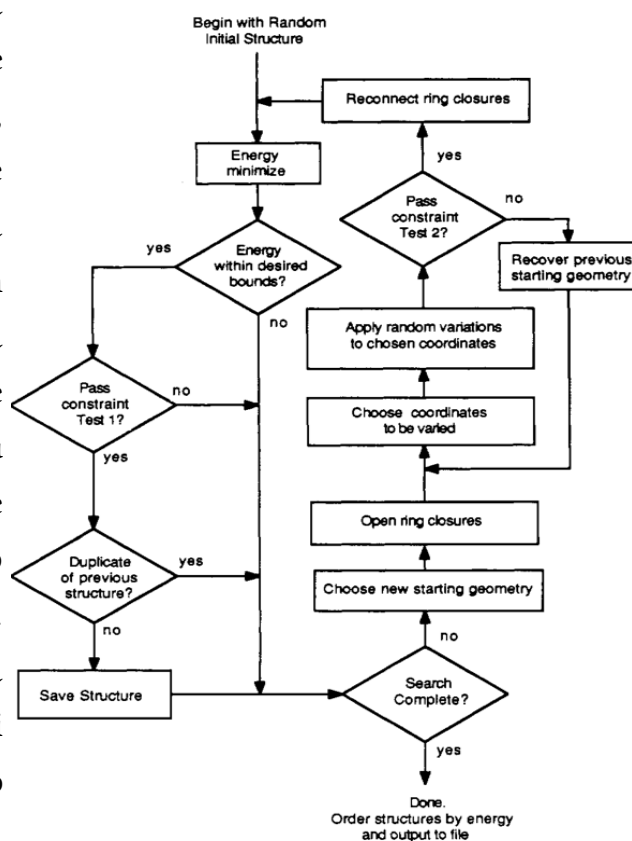 Begin with Random
Initial Structure
Reconnect ring closures
Energy
minimize
yes
Pass
constraint
Test 2?
no
Recover previous
starting geometry
yes
Energy
within desired
bounds?
no
Apply random variations
to chosen coordinates
Pass
constraint
Test 1?
no
yes
Choose coordinates
to be varied
Open ring closures
Duplicate
of previous
structure?
yes
no
Choose new starting geometry
no
Save Structure
Search
Complete?
yes
Done.
Order structures by energy
and output to file